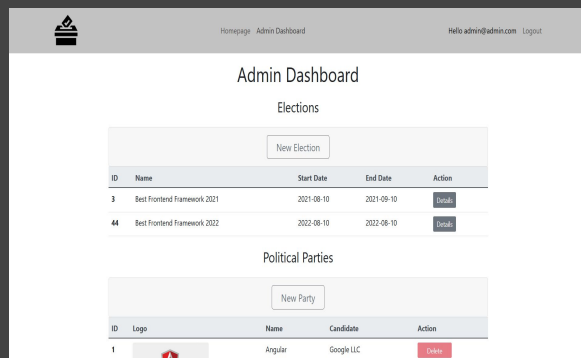 Homepage Admin Dashboard Hello admin@admin.com Logout
Admin Dashboard
Elections
New Election
ID Name Start Date End Date Action
3 Best Frontend Framework 2021 2021-08-10 2021-09-10 Details
44 Best Frontend Framework 2022 2022-08-10 2022-08-10 Details
Political Parties
New Party
ID Logo Name Candidate Action
1 Angular Google LLC Delete